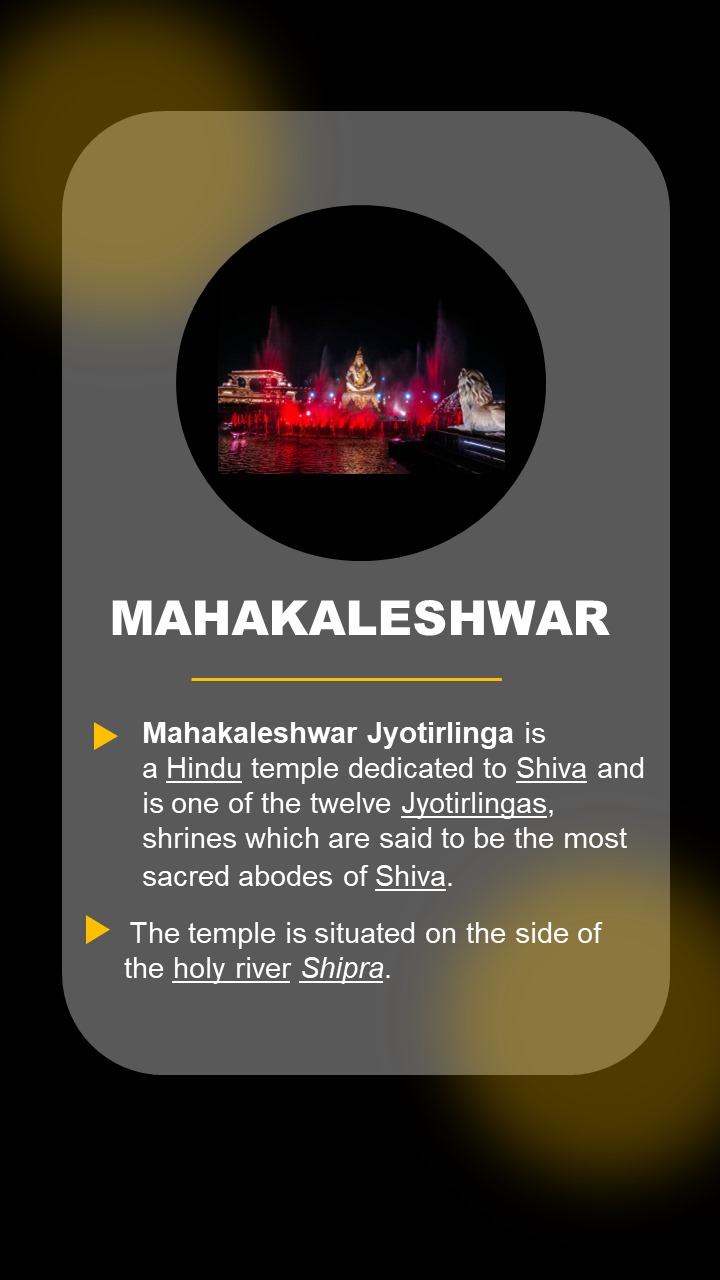 MAHAKALESHWAR
Mahakaleshwar Jyotirlinga is
a Hindu temple dedicated to Shiva and
is one of the twelve Jyotirlingas,
shrines which are said to be the most
sacred abodes of Shiva.
The temple is situated on the side of
the holy river Shipra.